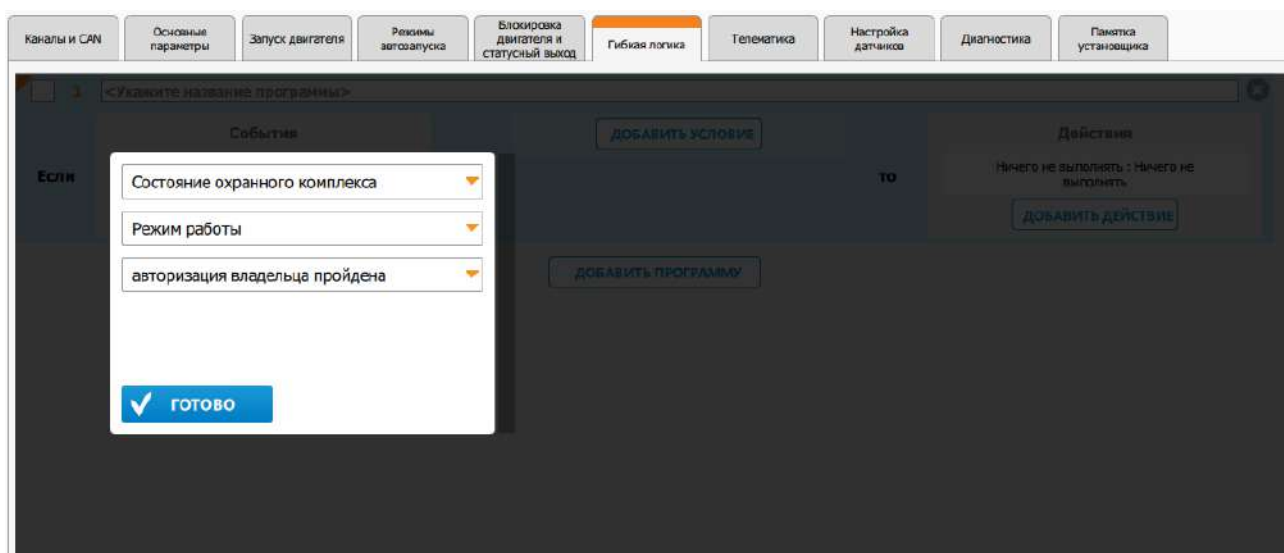 Каналы и CAN
Основные
параметры
Запуск двигателя
Режимы
автозапуска
Блокировка
двигателя и
статусный выход
Гибкая логика
Телематика
Настройка
датчиков
Диагностика
Памятка
установщика
1 <Укажите название программы>
События
ДОБАВИТЬ УСЛОВИЕ
Действия
Если
Состояние охранного комплекса
Режим работы
авторизация владельца пройдена
ГОТОВО
то
Ничего не выполнять : Ничего не
выполнять
ДОБАВИТЬ ДЕЙСТВИЕ
ДОБАВИТЬ ПРОГРАММУ